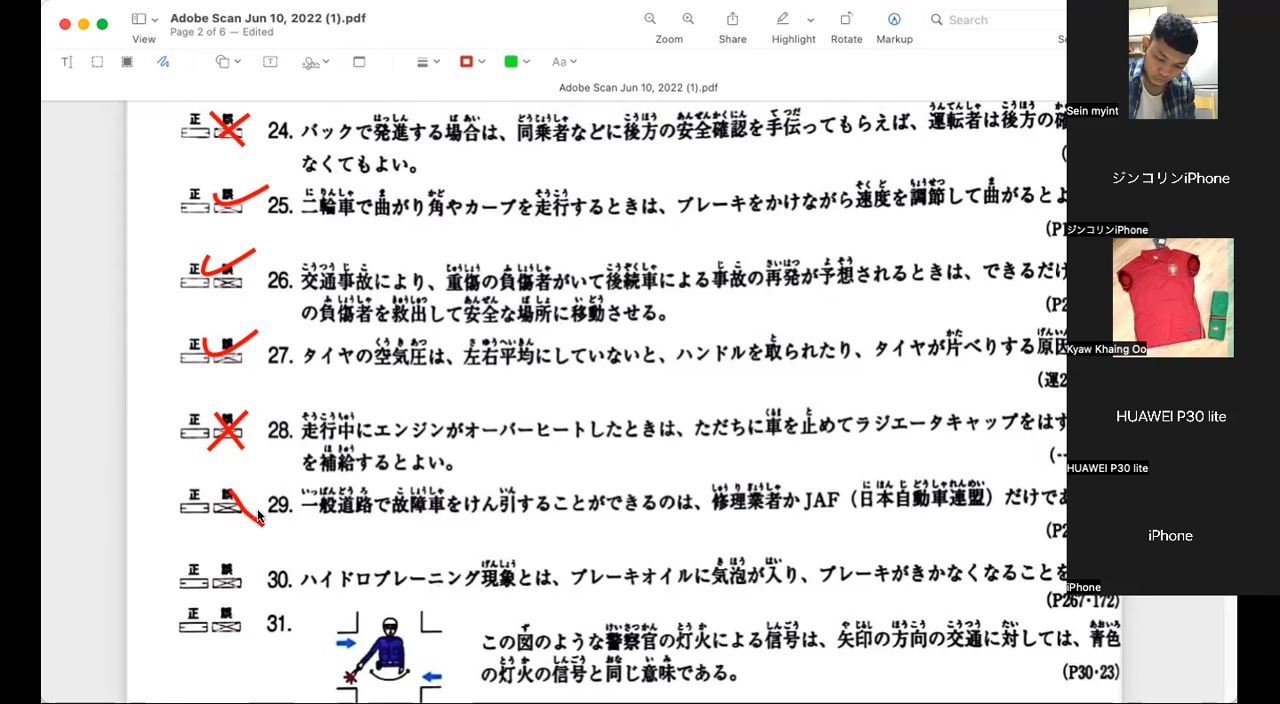 Adobe Scan Jun 10, 2022 (1).pdf
Page 2 of 6 — Edited
View
Zoom
Share
Highlight
Rotate
Markup
Search
Adobe Scan Jun 10, 2022 (1).pdf
正 誤 24. バックで発進する場合は、同乗者などに後方の安全確認を手伝ってもらえば、運転者は後方の確
なくてもよい。
正 誤 25. 二輪車で曲がり角やカーブを走行するときは、ブレーキをかけながら速度を調節して曲がるとよ
正 誤 26. 交通事故により、重傷の負傷者がいて後続車による事故の再発が予想されるときは、できるだけ
の負傷者を救出して安全な場所に移動させる。
正 誤 27. タイヤの空気圧は、左右平均にしていないと、ハンドルを取られたり、タイヤが片べりする原因
正 誤 28. 走行中にエンジンがオーバーヒートしたときは、ただちに車を止めてラジエータキャップをはず
を補給するとよい。
正 誤 29. 一般道路で故障車をけん引することができるのは、修理業者かJAF（日本自動車連盟）だけであ
正 誤 30. ハイドロプレーニング現象とは、ブレーキオイルに気泡が入り、ブレーキがきかなくなることを
(P267・172)
正 誤 31. この図のような警察官の灯火による信号は、矢印の方向の交通に対しては、青色
の灯火の信号と同じ意味である。
(P30・23)
Sein myint
ジンコリンiPhone
ジンコリンiPhone
Kyaw Khaing Oo
HUAWEI P30 lite
HUAWEI P30 lite
iPhone
iPhone